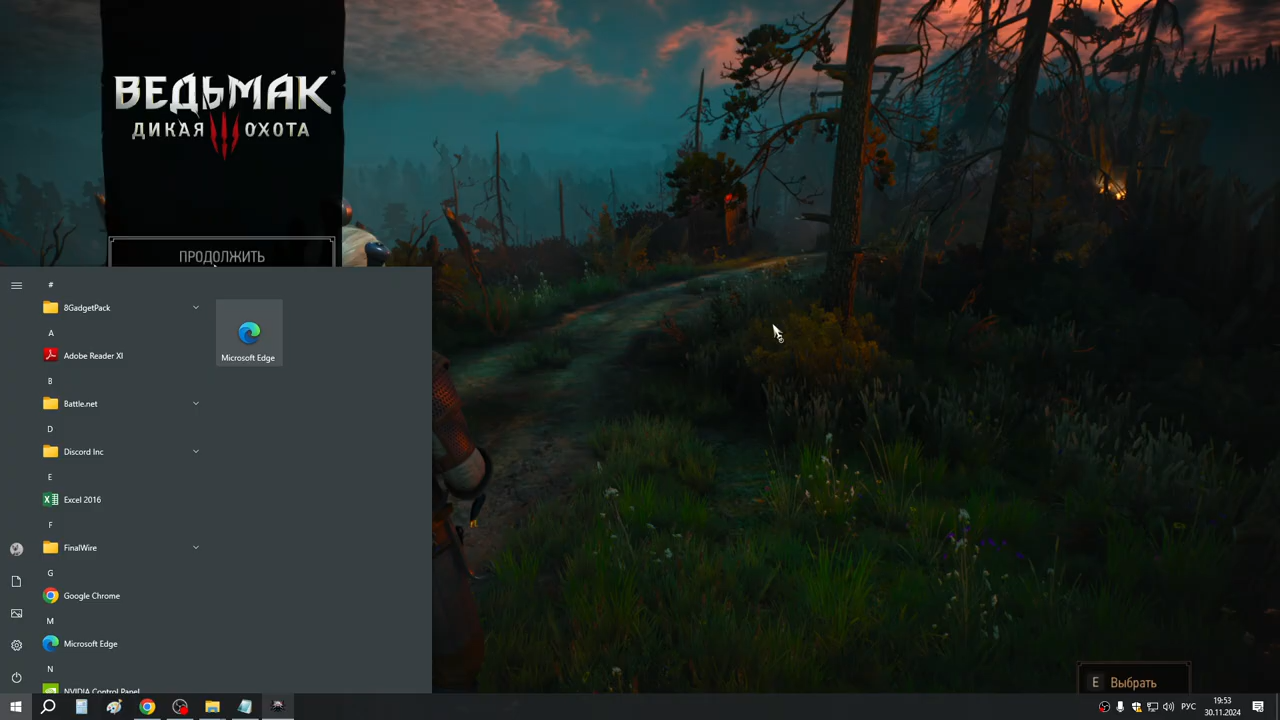 ВЕДЬМАК
ДИКАЯ III ОХОТА
ПРОДОЛЖИТЬ
#
8GadgetPack
A
Adobe Reader XI
B
Battle.net
D
Discord Inc
E
Excel 2016
F
FinalWire
G
Google Chrome
M
Microsoft Edge
N
NVIDIA Control Panel
Microsoft Edge
E Выбрать
РУС
19:53
30.11.2024